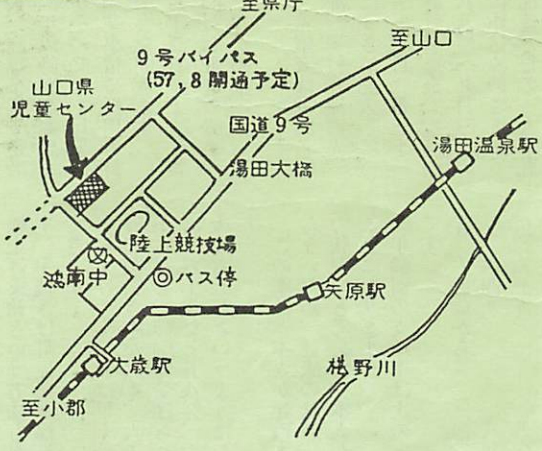 至県庁
9号バイパス
(57,8開通予定)
至山口
山口県
児童センター
国道9号
湯田温泉駅
湯田大橋
陸上競技場
鴻南中
◎バス停
矢原駅
大歳駅
椹野川
至小郡